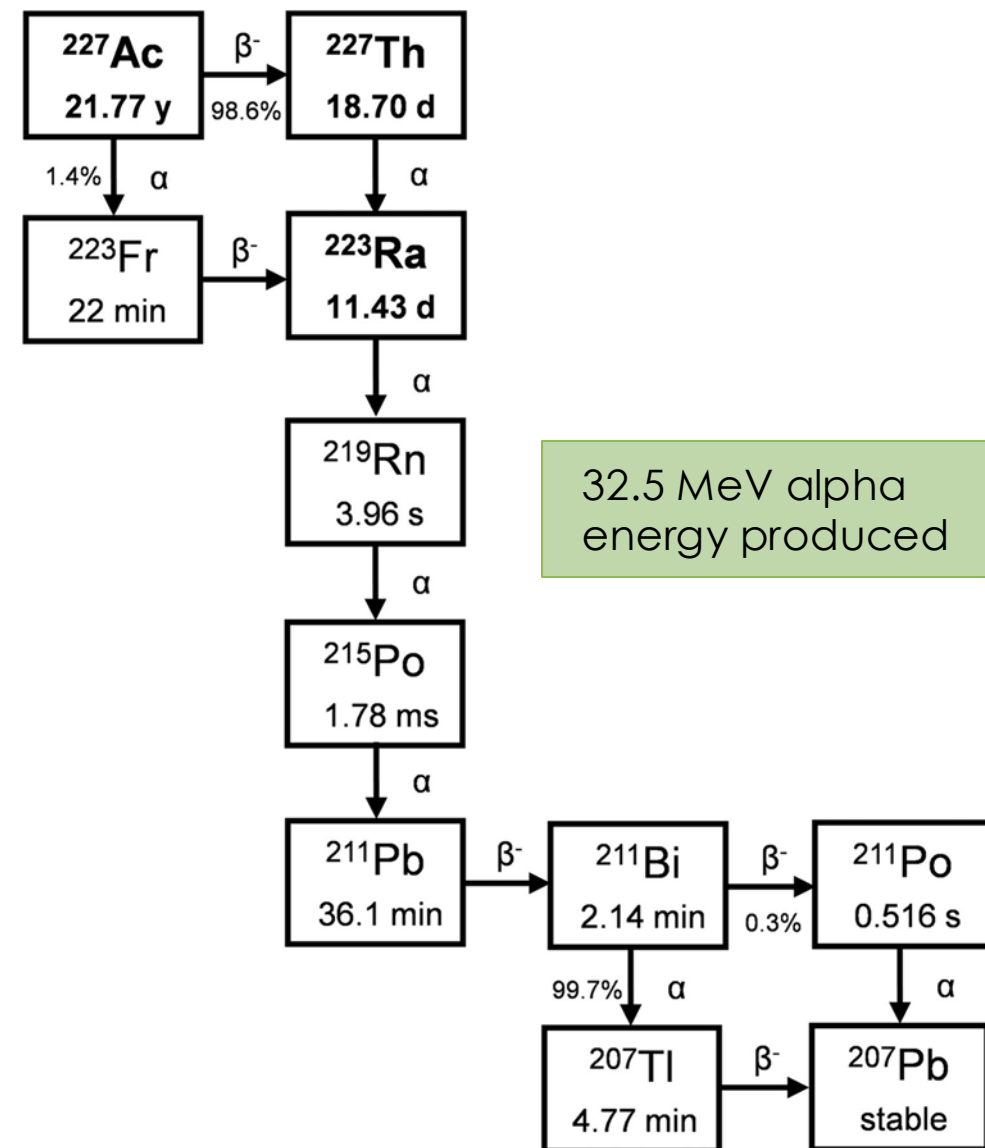 ²²⁷Ac
21.77 y
β⁻
98.6%
²²⁷Th
18.70 d
1.4%
α
α
²²³Fr
22 min
β⁻
²²³Ra
11.43 d
α
²¹⁹Rn
3.96 s
32.5 MeV alpha
energy produced
α
²¹⁵Po
1.78 ms
α
²¹¹Pb
36.1 min
β⁻
²¹¹Bi
2.14 min
β⁻
0.3%
²¹¹Po
0.516 s
99.7%
α
α
²⁰⁷Tl
4.77 min
β⁻
²⁰⁷Pb
stable